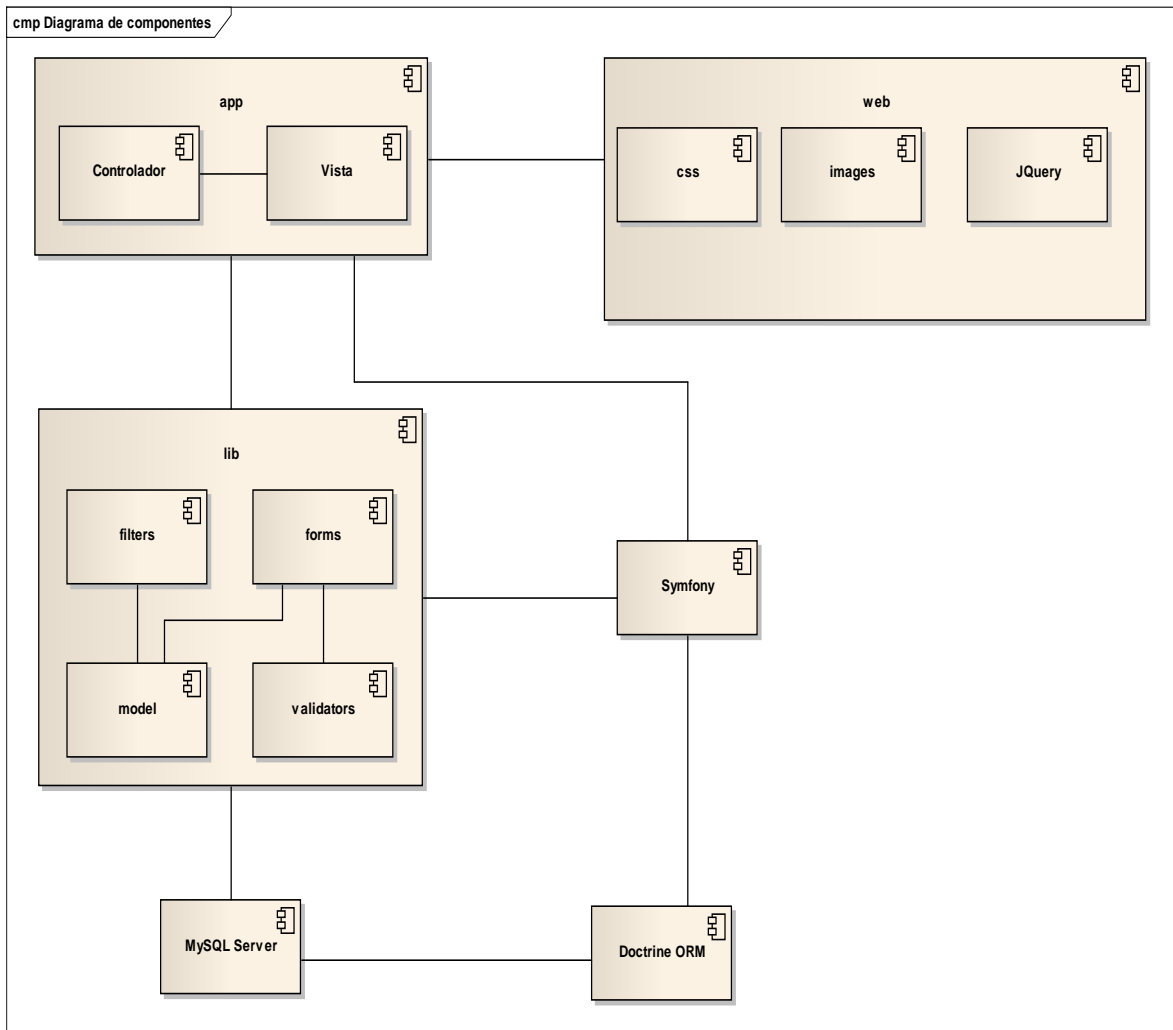 cmp Diagrama de componentes
app
Controlador
Vista
web
css
images
JQuery
lib
filters
forms
model
validators
Symfony
MySQL Server
Doctrine ORM